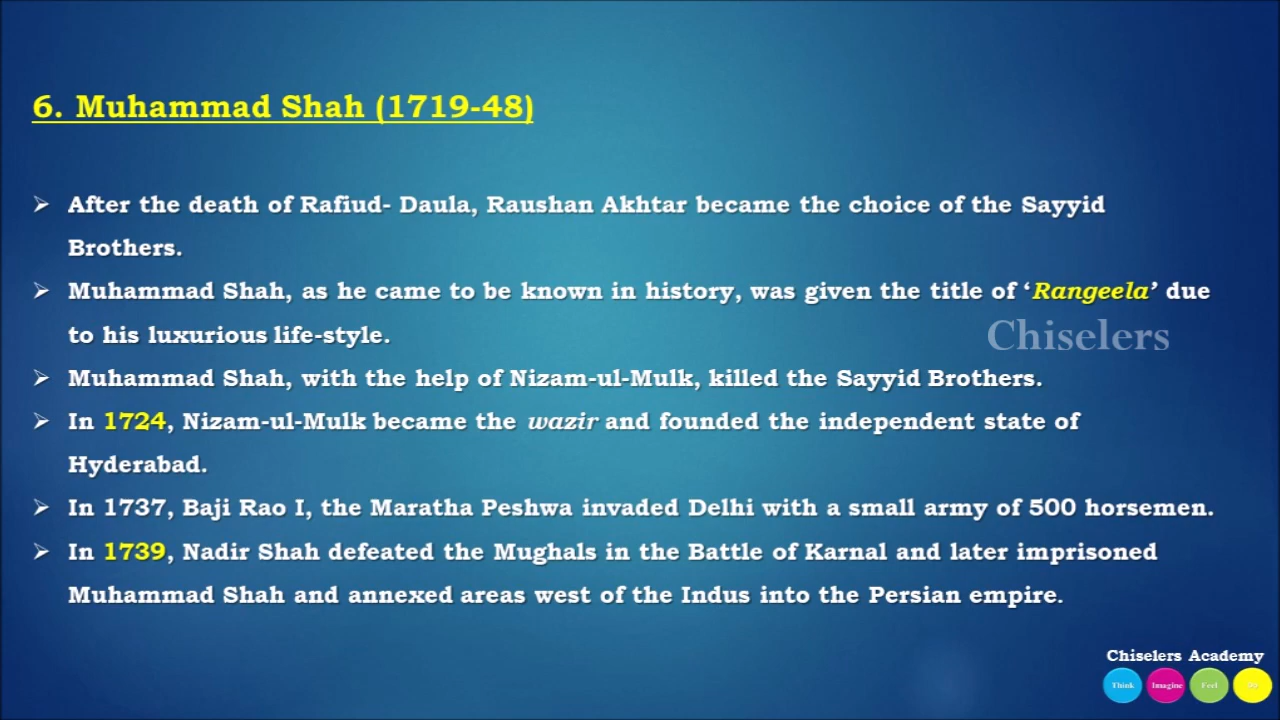 6. Muhammad Shah (1719-48)
➢ After the death of Rafiud- Daula, Raushan Akhtar became the choice of the Sayyid
Brothers.
➢ Muhammad Shah, as he came to be known in history, was given the title of ‘Rangeela’ due
to his luxurious life-style.
Chiselers
➢ Muhammad Shah, with the help of Nizam-ul-Mulk, killed the Sayyid Brothers.
➢ In 1724, Nizam-ul-Mulk became the wazir and founded the independent state of
Hyderabad.
➢ In 1737, Baji Rao I, the Maratha Peshwa invaded Delhi with a small army of 500 horsemen.
➢ In 1739, Nadir Shah defeated the Mughals in the Battle of Karnal and later imprisoned
Muhammad Shah and annexed areas west of the Indus into the Persian empire.
Chiselers Academy
Think Imagine Feel